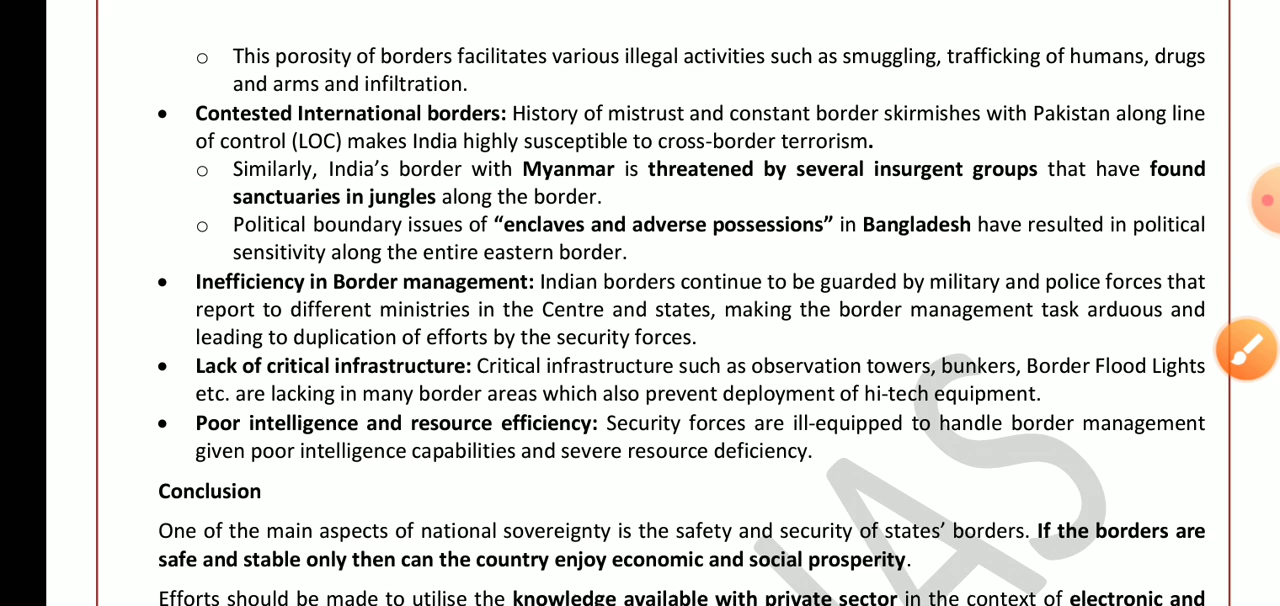 o This porosity of borders facilitates various illegal activities such as smuggling, trafficking of humans, drugs
and arms and infiltration.
• Contested International borders: History of mistrust and constant border skirmishes with Pakistan along line
of control (LOC) makes India highly susceptible to cross-border terrorism.
o Similarly, India's border with Myanmar is threatened by several insurgent groups that have found
sanctuaries in jungles along the border.
o Political boundary issues of "enclaves and adverse possessions" in Bangladesh have resulted in political
sensitivity along the entire eastern border.
• Inefficiency in Border management: Indian borders continue to be guarded by military and police forces that
report to different ministries in the Centre and states, making the border management task arduous and
leading to duplication of efforts by the security forces.
• Lack of critical infrastructure: Critical infrastructure such as observation towers, bunkers, Border Flood Lights
etc. are lacking in many border areas which also prevent deployment of hi-tech equipment.
• Poor intelligence and resource efficiency: Security forces are ill-equipped to handle border management
given poor intelligence capabilities and severe resource deficiency.
Conclusion
One of the main aspects of national sovereignty is the safety and security of states' borders. If the borders are
safe and stable only then can the country enjoy economic and social prosperity.
Efforts should be made to utilise the knowledge available with private sector in the context of electronic and
IAS